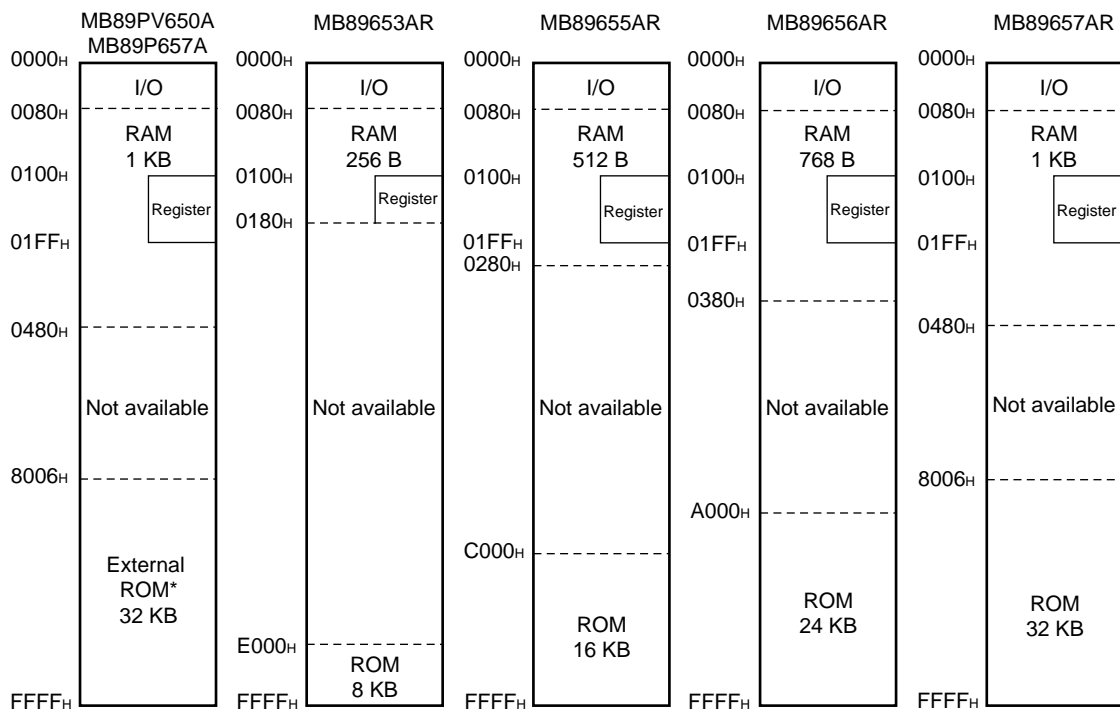 MB89PV650A
MB89P657A
0000H
I/O
0080H
RAM
1 KB
0100H
Register
01FFH
0480H
Not available
8006H
External
ROM*
32 KB
FFFFH
MB89653AR
0000H
I/O
0080H
RAM
256 B
0100H
Register
0180H
Not available
E000H
ROM
8 KB
FFFFH
MB89655AR
0000H
I/O
0080H
RAM
512 B
0100H
Register
01FFH
0280H
Not available
C000H
ROM
16 KB
FFFFH
MB89656AR
0000H
I/O
0080H
RAM
768 B
0100H
Register
01FFH
0380H
Not available
A000H
ROM
24 KB
FFFFH
MB89657AR
0000H
I/O
0080H
RAM
1 KB
0100H
Register
01FFH
0480H
Not available
8006H
ROM
32 KB
FFFFH